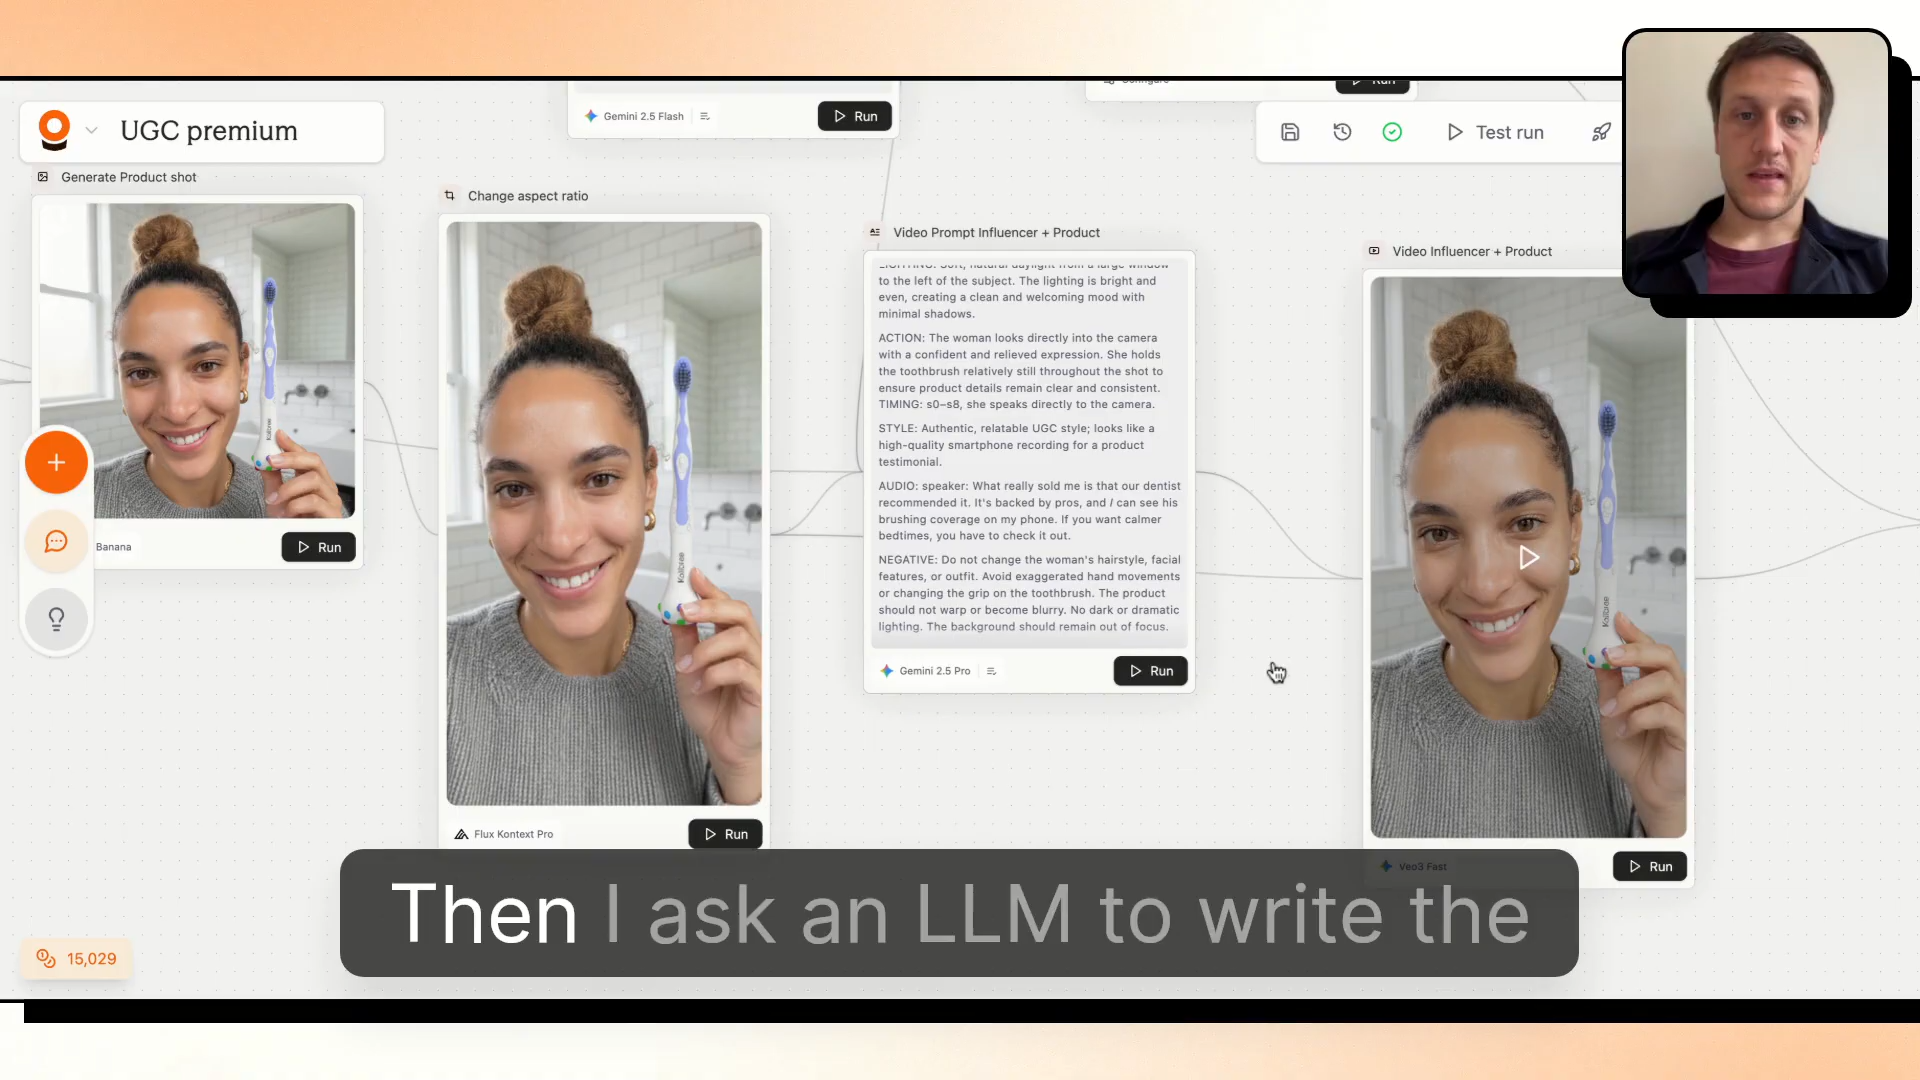 Configure
Run
Gemini 2.5 Flash
Run
UGC premium
Test run
Generate Product shot
Change aspect ratio
Video Prompt Influencer + Product
Video Influencer + Product
LIGHTING: Soft, natural daylight from a large window
to the left of the subject. The lighting is bright and
even, creating a clean and welcoming mood with
minimal shadows.
ACTION: The woman looks directly into the camera
with a confident and relieved expression. She holds
the toothbrush relatively still throughout the shot to
ensure product details remain clear and consistent.
TIMING: s0–s8, she speaks directly to the camera.
STYLE: Authentic, relatable UGC style; looks like a
high-quality smartphone recording for a product
testimonial.
AUDIO: speaker: What really sold me is that our dentist
recommended it. It's backed by pros, and I can see his
brushing coverage on my phone. If you want calmer
bedtimes, you have to check it out.
NEGATIVE: Do not change the woman's hairstyle, facial
features, or outfit. Avoid exaggerated hand movements
or changing the grip on the toothbrush. The product
should not warp or become blurry. No dark or dramatic
lighting. The background should remain out of focus.
Banana
Run
Gemini 2.5 Pro
Run
Flux Kontext Pro
Run
Veo3 Fast
Run
Then I ask an LLM to write the
15,029